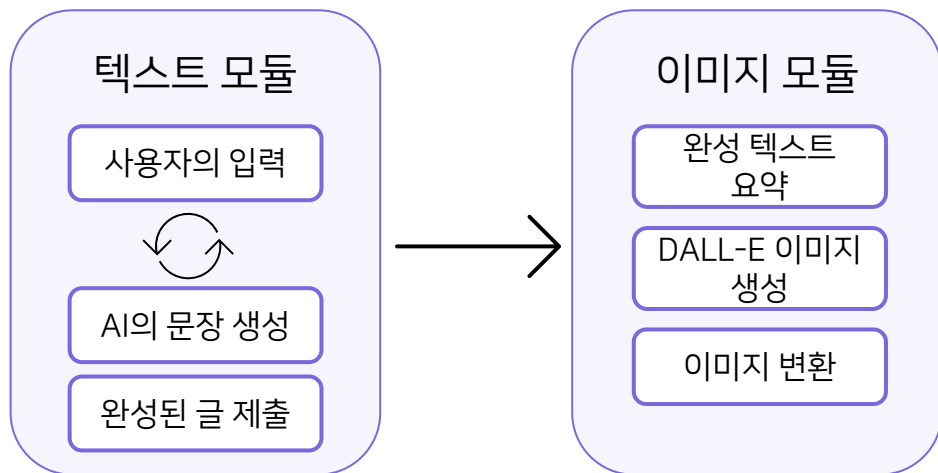 텍스트 모듈
사용자의 입력
AI의 문장 생성
완성된 글 제출
이미지 모듈
완성 텍스트
요약
DALL-E 이미지
생성
이미지 변환